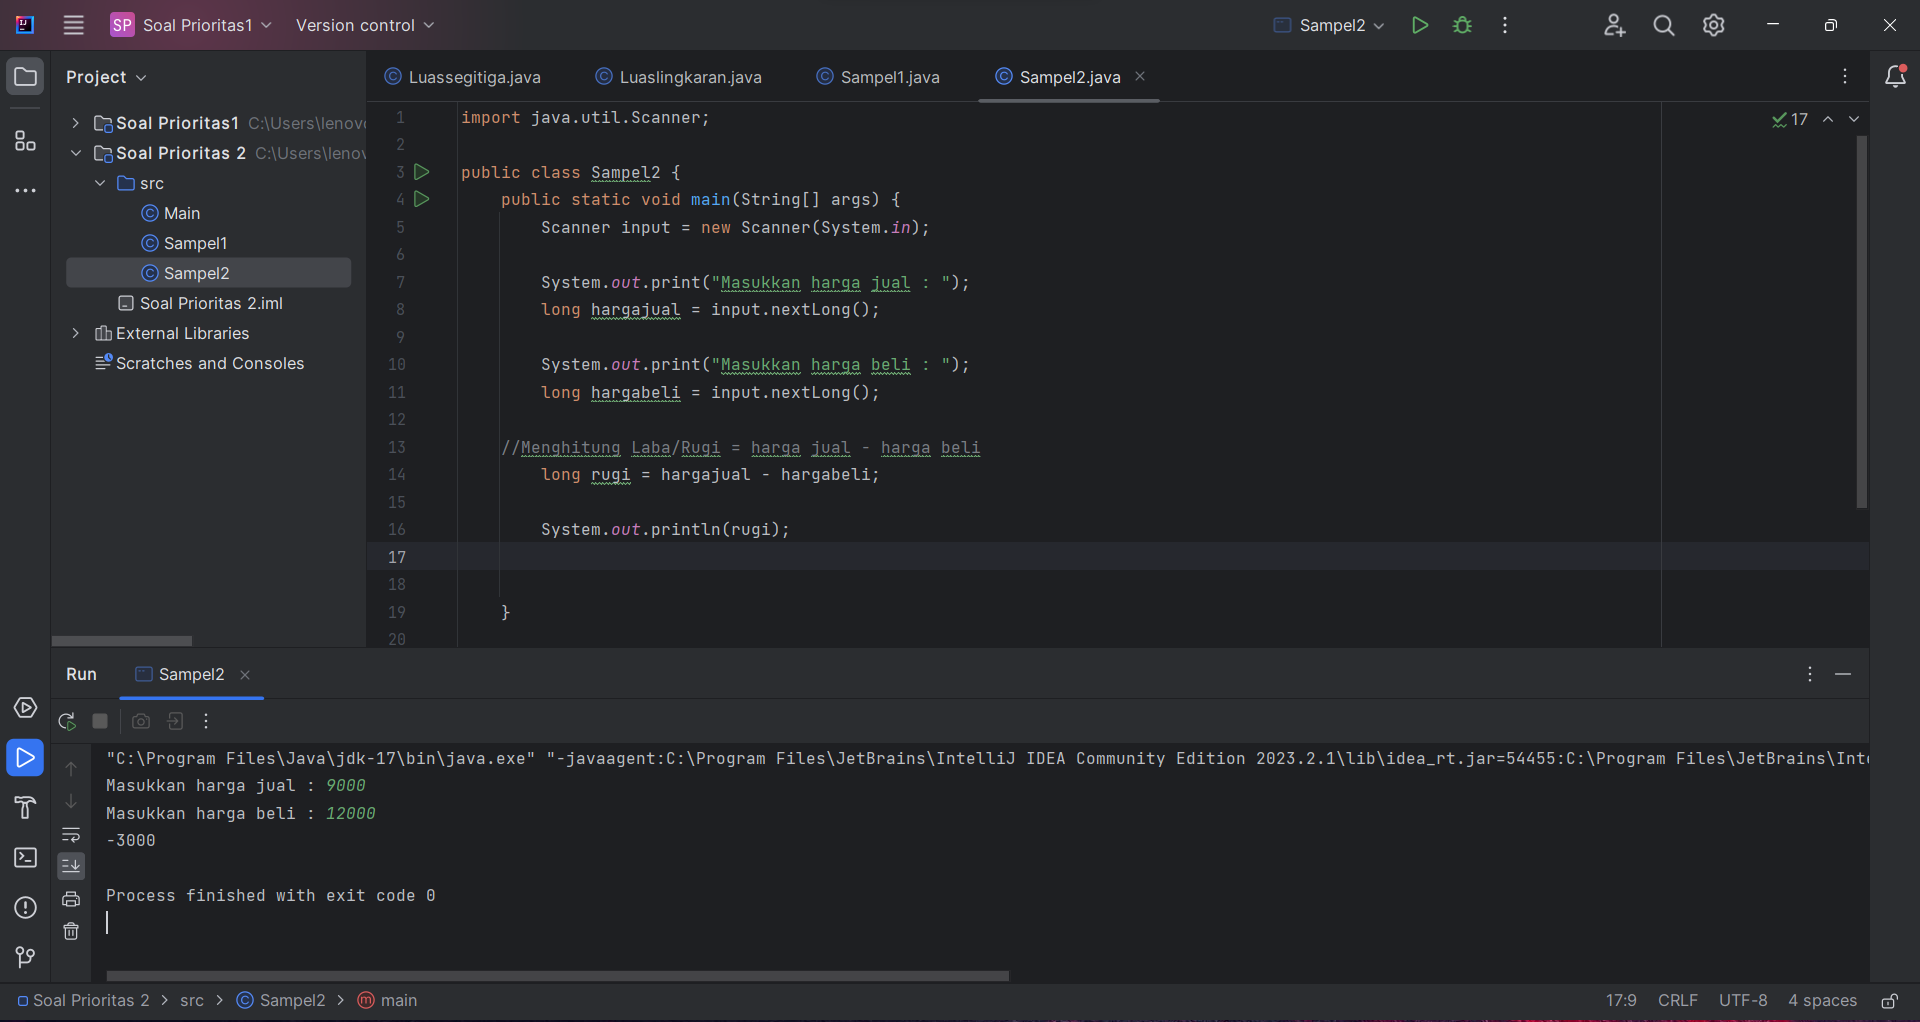 SP Soal Prioritas1 Version control Sampel2
Project
Luassegitiga.java Luaslingkaran.java Sampel1.java Sampel2.java
Soal Prioritas1 C:\Users\lenov
Soal Prioritas 2 C:\Users\lenov
src
Main
Sampel1
Sampel2
Soal Prioritas 2.iml
External Libraries
Scratches and Consoles
17
1 import java.util.Scanner;
2
3 public class Sampel2 {
4 public static void main(String[] args) {
5 Scanner input = new Scanner(System.in);
6
7 System.out.print("Masukkan harga jual : ");
8 long hargajual = input.nextLong();
9
10 System.out.print("Masukkan harga beli : ");
11 long hargabeli = input.nextLong();
12
13 //Menghitung Laba/Rugi = harga jual - harga beli
14 long rugi = hargajual - hargabeli;
15
16 System.out.println(rugi);
17
18
19 }
20
Run Sampel2
"C:\Program Files\Java\jdk-17\bin\java.exe" "-javaagent:C:\Program Files\JetBrains\IntelliJ IDEA Community Edition 2023.2.1\lib\idea_rt.jar=54455:C:\Program Files\JetBrains\Inte
Masukkan harga jual : 9000
Masukkan harga beli : 12000
-3000
Process finished with exit code 0
Soal Prioritas 2 > src > Sampel2 > main
17:9 CRLF UTF-8 4 spaces